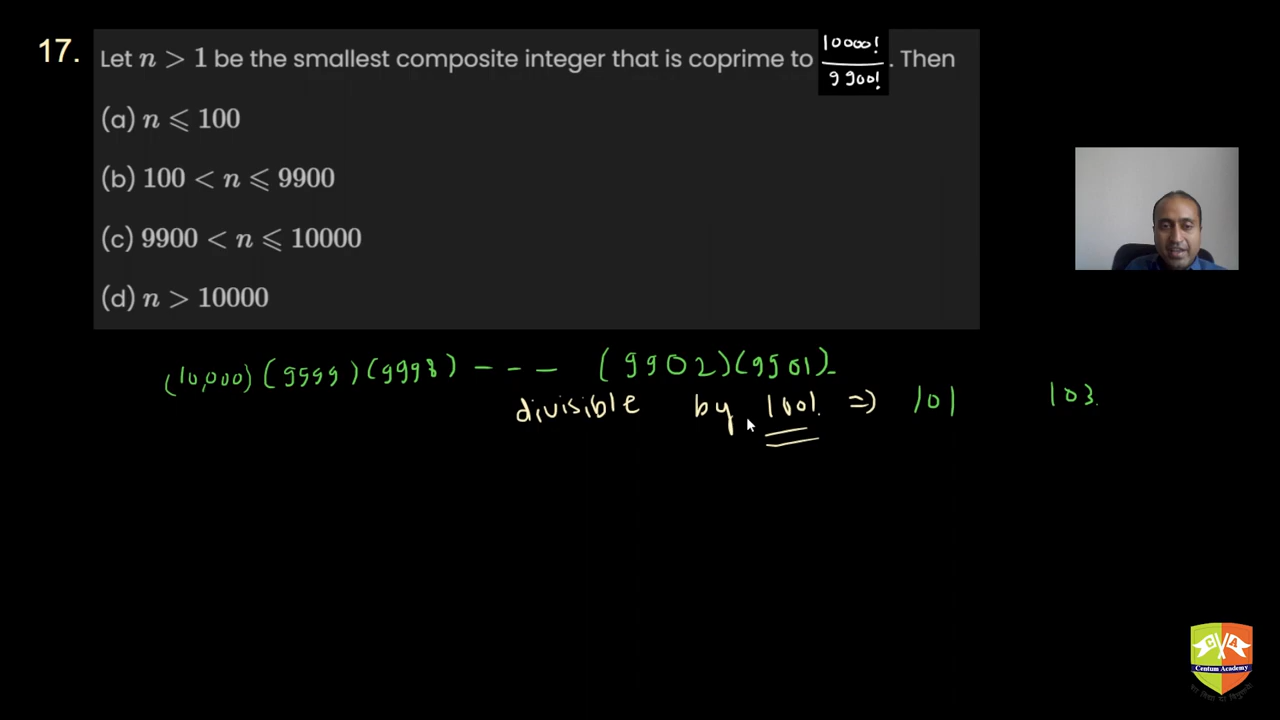 17. Let n > 1 be the smallest composite integer that is coprime to 10000!/9900!. Then
(a) n ⩽ 100
(b) 100 < n ⩽ 9900
(c) 9900 < n ⩽ 10000
(d) n > 10000
(10,000) (9999) (9998) - - - (9902)(9901).
divisible by 100! ⇒ 101 103.
Centum Academy